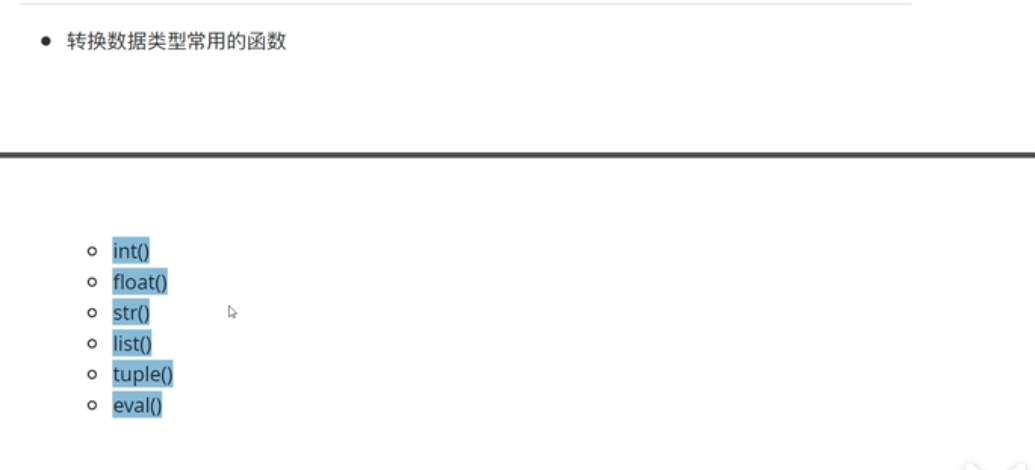 转换数据类型常用的函数
int()
float()
str()
list()
tuple()
eval()